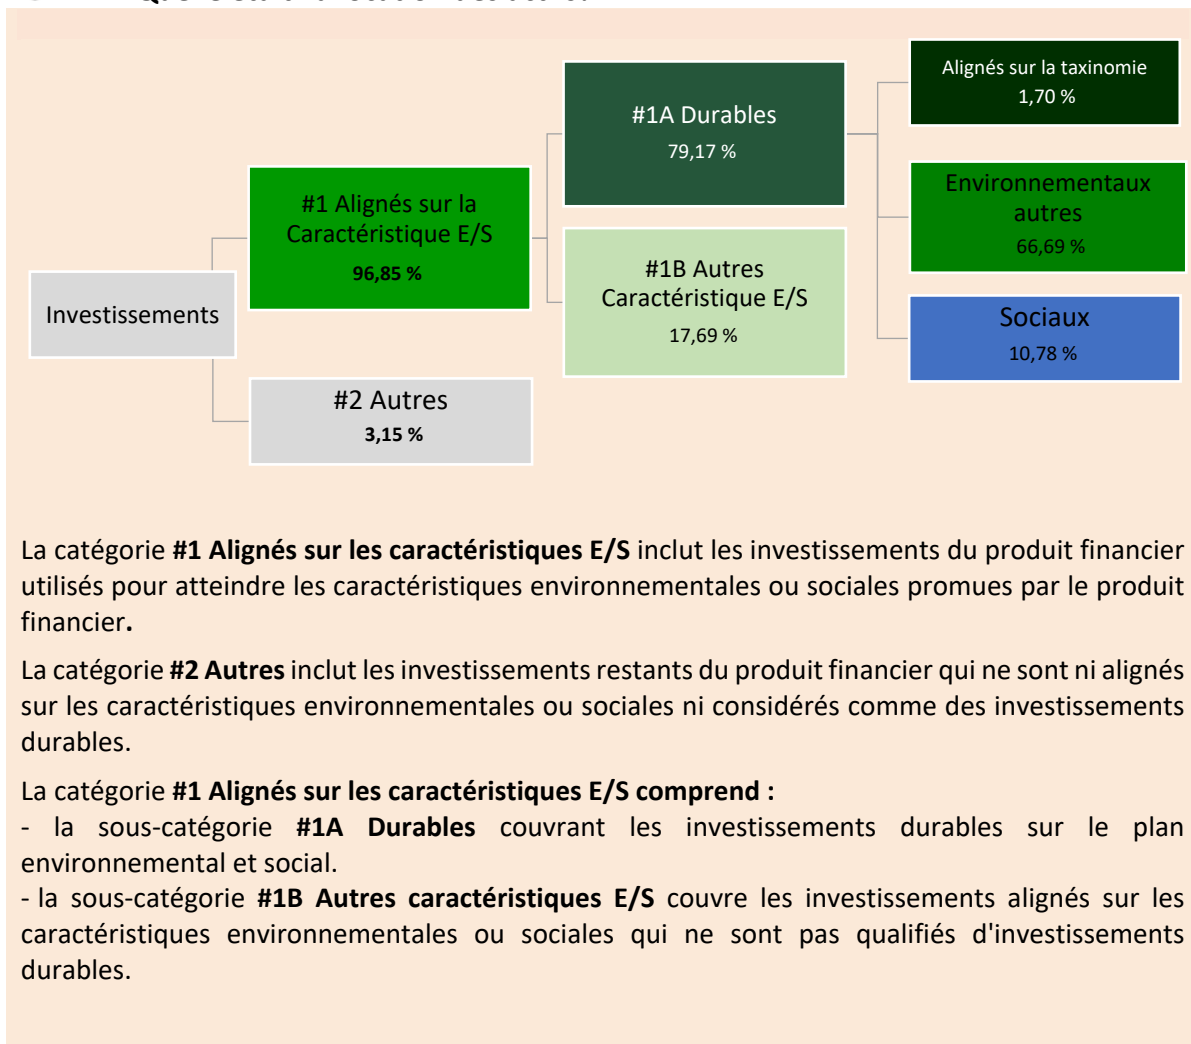 Investissements
#1 Alignés sur la
Caractéristique E/S
96,85 %
#2 Autres
3,15 %
#1A Durables
79,17 %
#1B Autres
Caractéristique E/S
17,69 %
Alignés sur la taxinomie
1,70 %
Environnementaux
autres
66,69 %
Sociaux
10,78 %
La catégorie #1 Alignés sur les caractéristiques E/S inclut les investissements du produit financier
utilisés pour atteindre les caractéristiques environnementales ou sociales promues par le produit
financier.
La catégorie #2 Autres inclut les investissements restants du produit financier qui ne sont ni alignés
sur les caractéristiques environnementales ou sociales ni considérés comme des investissements
durables.
La catégorie #1 Alignés sur les caractéristiques E/S comprend :
- la sous-catégorie #1A Durables couvrant les investissements durables sur le plan
environnemental et social.
- la sous-catégorie #1B Autres caractéristiques E/S couvre les investissements alignés sur les
caractéristiques environnementales ou sociales qui ne sont pas qualifiés d'investissements
durables.